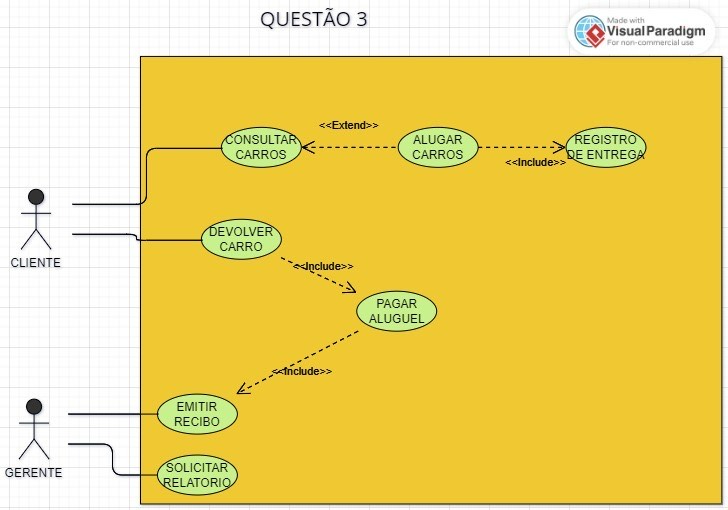 QUESTÃO 3
Made with
Visual Paradigm
For non-commercial use
CONSULTAR
CARROS
<<Extend>>
ALUGAR
CARROS
<<Include>>
REGISTRO
DE ENTREGA
CLIENTE
DEVOLVER
CARRO
<<Include>>
PAGAR
ALUGUEL
<<Include>>
GERENTE
EMITIR
RECIBO
SOLICITAR
RELATORIO